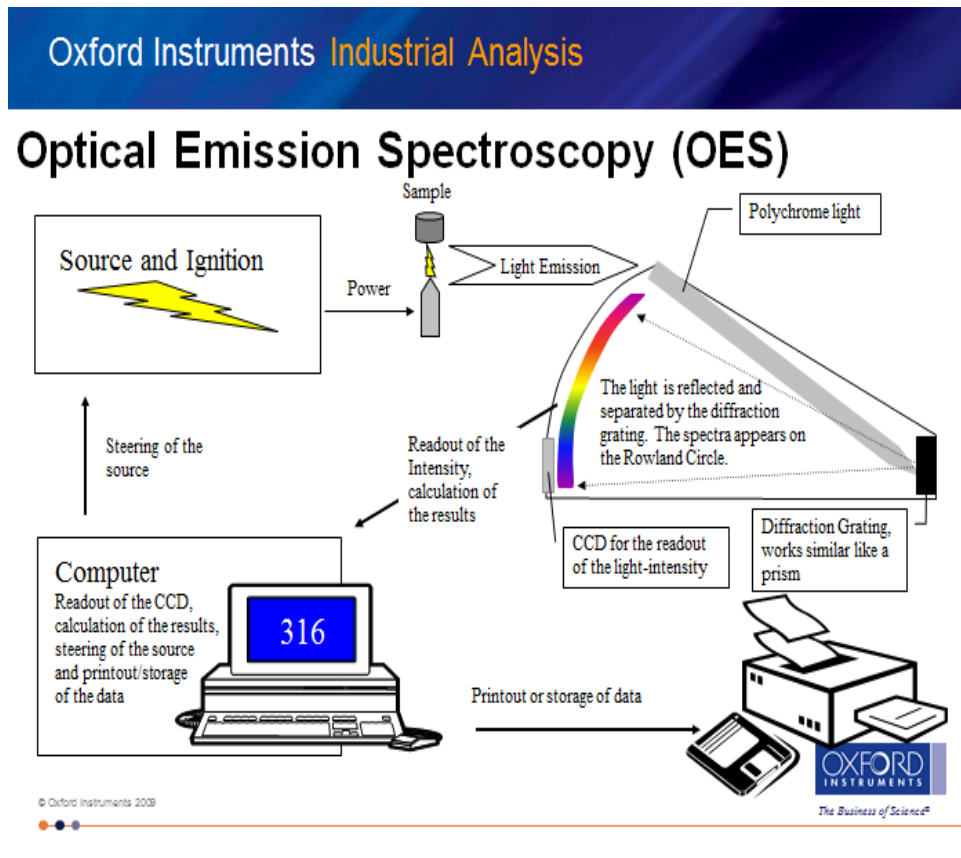 Oxford Instruments Industrial Analysis
Optical Emission Spectroscopy (OES)
Sample
Polychrome light
Source and Ignition
Light Emission
Power
The light is reflected and
separated by the diffraction
grating. The spectra appears on
the Rowland Circle.
Steering of the
source
Readout of the
Intensity,
calculation of
the results
CCD for the readout
of the light-intensity
Diffraction Grating,
works similar like a
prism
Computer
Readout of the CCD,
calculation of the results,
steering of the source
and printout/storage
of the data
316
Printout or storage of data
OXFORD
INSTRUMENTS
The Business of Science®
© Oxford Instruments 2009